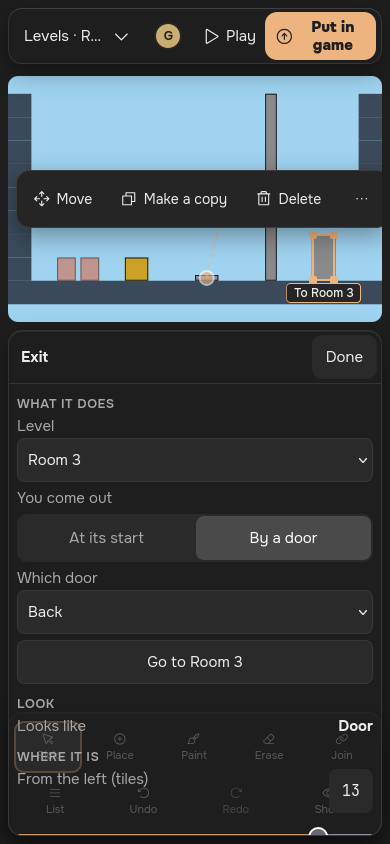 Levels · R...
G
Play
Put in game
Move
Make a copy
Delete
...
To Room 3
Exit
Done
WHAT IT DOES
Level
Room 3
You come out
At its start
By a door
Which door
Back
Go to Room 3
LOOK
Looks like
Door
Place
Paint
Erase
Join
WHERE IT IS
From the left (tiles)
13
List
Undo
Redo